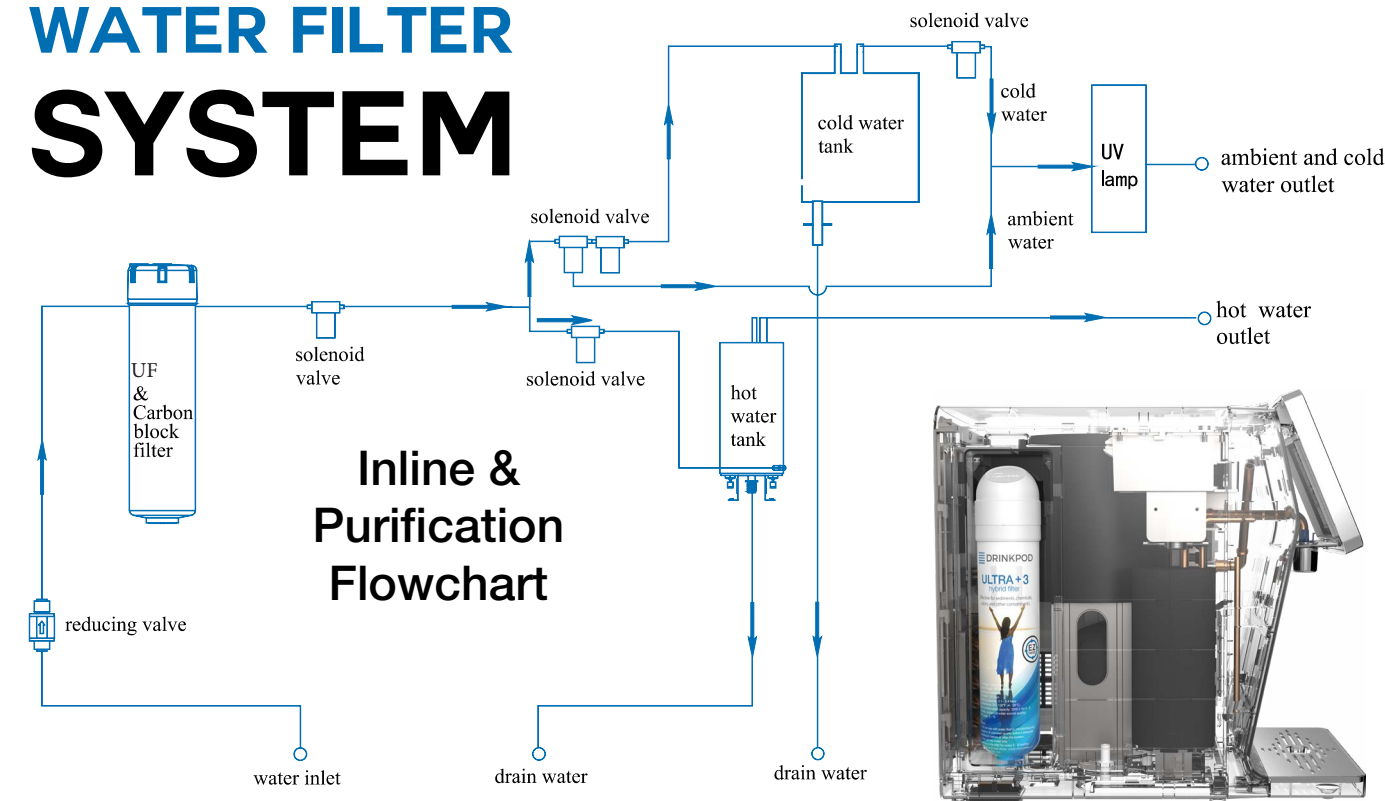 WATER FILTER
SYSTEM
solenoid valve
cold
water
cold water
tank
UV
lamp
ambient and cold
water outlet
solenoid valve
ambient
water
hot water
outlet
solenoid
valve
solenoid valve
UF
&
Carbon
block
filter
hot
water
tank
Inline &
Purification
Flowchart
reducing valve
water inlet
drain water
drain water
DRINKPOD
ULTRA+3
hybrid filter
EZ